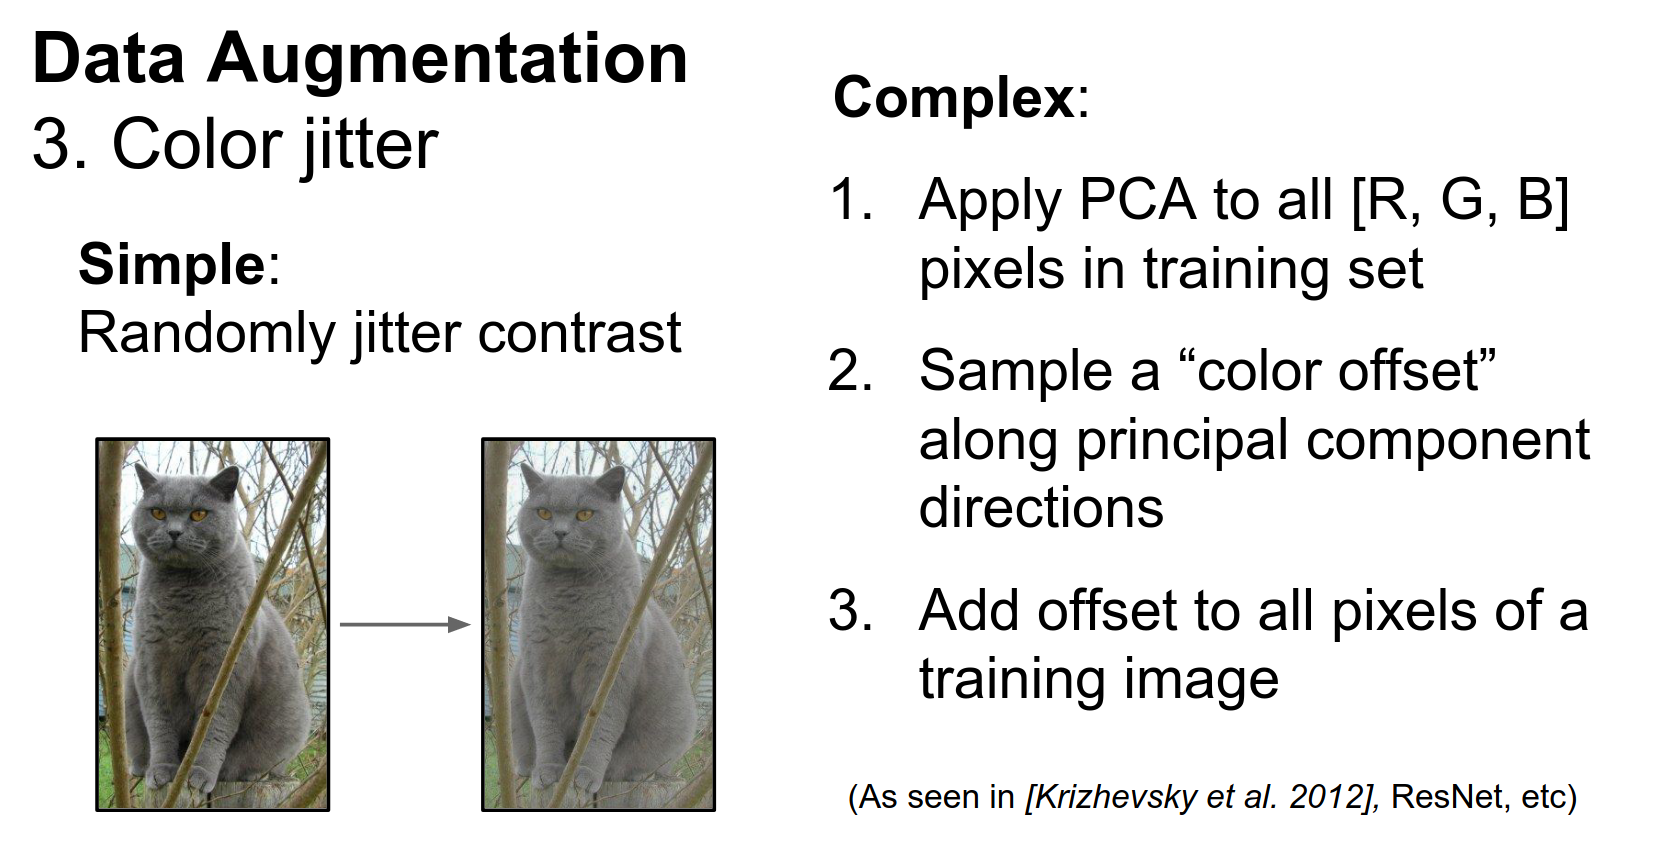 Data Augmentation
3. Color jitter
Simple:
Randomly jitter contrast
Complex:
1. Apply PCA to all [R, G, B]
pixels in training set
2. Sample a “color offset”
along principal component
directions
3. Add offset to all pixels of a
training image
(As seen in [Krizhevsky et al. 2012], ResNet, etc)